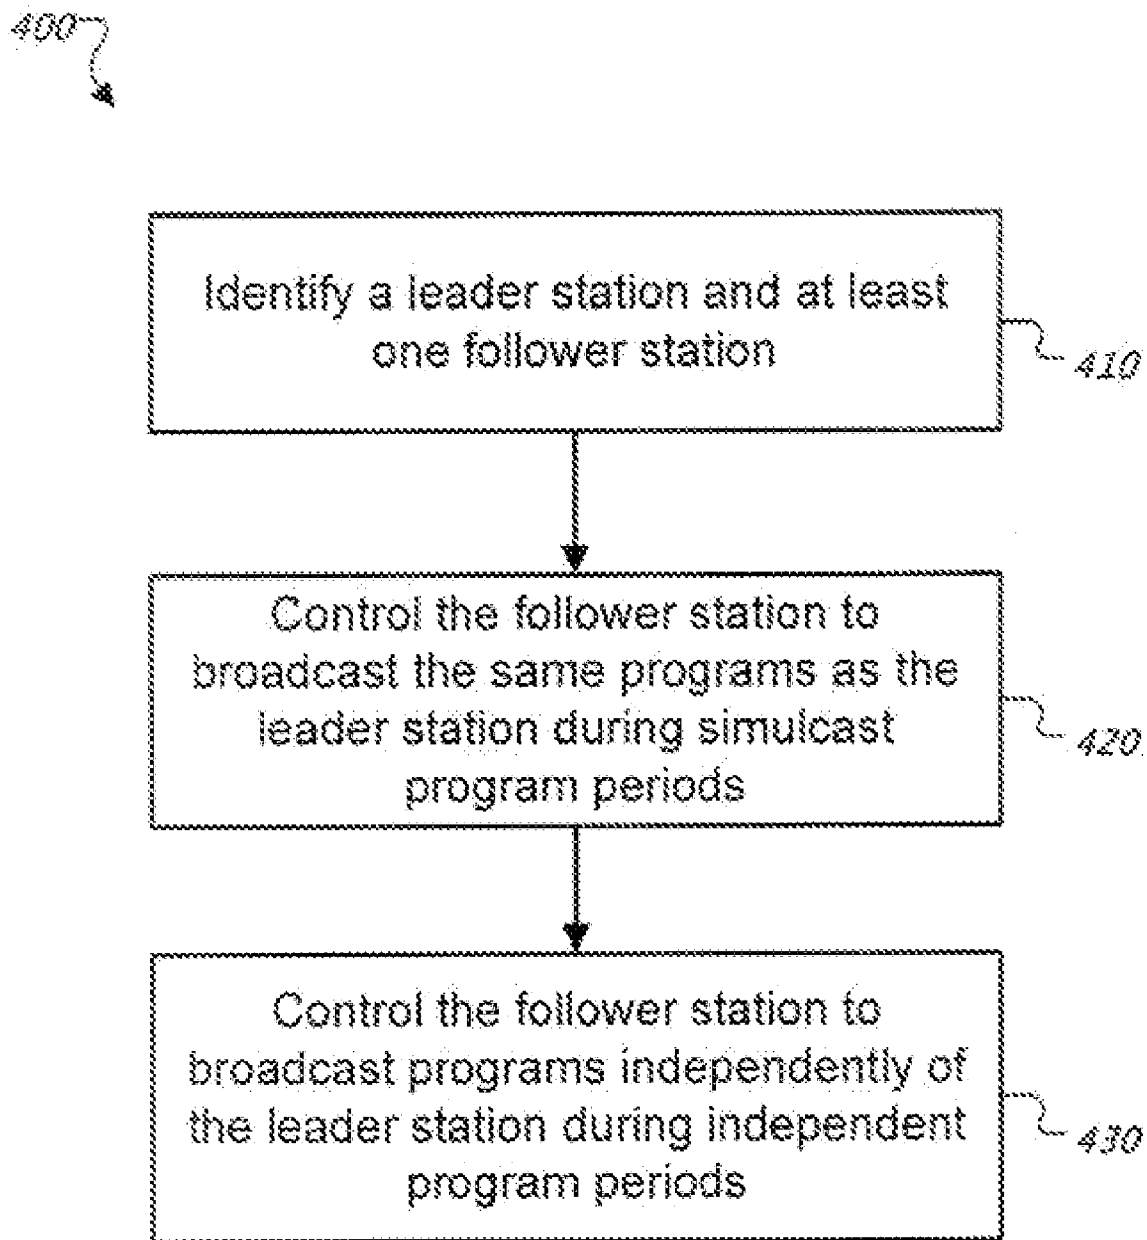 400
Identify a leader station and at least
one follower station
410
Control the follower station to
broadcast the same programs as the
leader station during simulcast
program periods
420
Control the follower station to
broadcast programs independently of
the leader station during independent
program periods
430